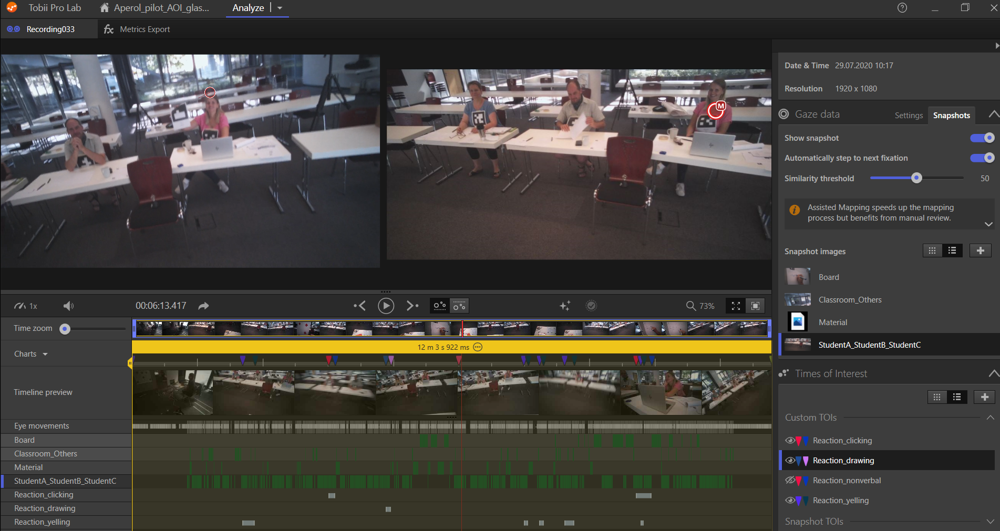 Tobii Pro Lab
Aperol_pilot_AOI_glas...
Analyze
?
Recording033
fx Metrics Export
Date & Time 29.07.2020 10:17
Resolution 1920 x 1080
Gaze data
Settings
Snapshots
Show snapshot
Automatically step to next fixation
Similarity threshold
50
i
Assisted Mapping speeds up the mapping
process but benefits from manual review.
Snapshot images
Board
Classroom_Others
Material
StudentA_StudentB_StudentC
M
1x
00:06:13.417
73%
Time zoom
12 m 3 s 922 ms
Charts
Timeline preview
Eye movements
Board
Classroom_Others
Material
StudentA_StudentB_StudentC
Reaction_clicking
Reaction_drawing
Reaction_yelling
Times of Interest
Custom TOIs
Reaction_clicking
Reaction_drawing
Reaction_nonverbal
Reaction_yelling
Snapshot TOIs